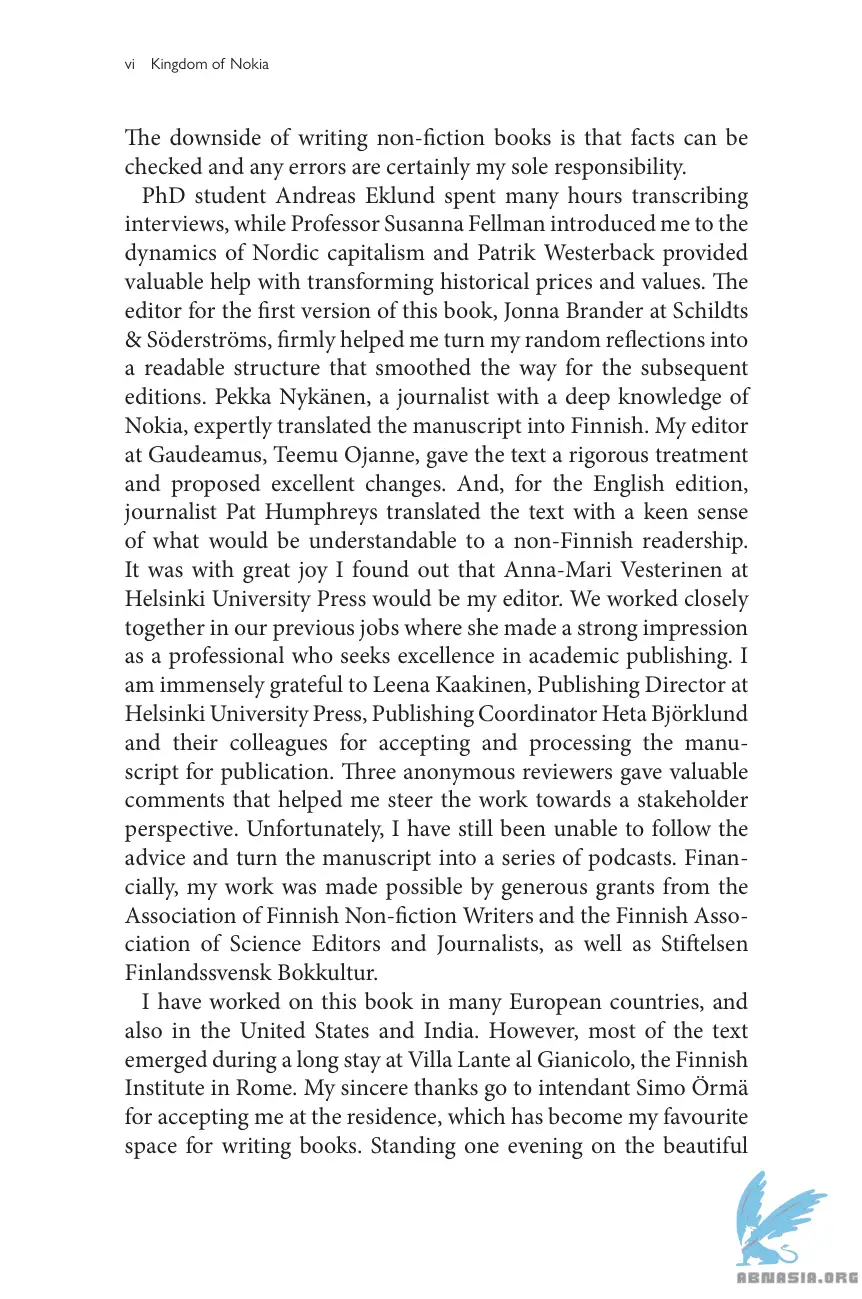 vi Kingdom of Nokia
The downside of writing non-fiction books is that facts can be
checked and any errors are certainly my sole responsibility.
PhD student Andreas Eklund spent many hours transcribing
interviews, while Professor Susanna Fellman introduced me to the
dynamics of Nordic capitalism and Patrik Westerback provided
valuable help with transforming historical prices and values. The
editor for the first version of this book, Jonna Brander at Schildts
& Söderströms, firmly helped me turn my random reflections into
a readable structure that smoothed the way for the subsequent
editions. Pekka Nykänen, a journalist with a deep knowledge of
Nokia, expertly translated the manuscript into Finnish. My editor
at Gaudeamus, Teemu Ojanne, gave the text a rigorous treatment
and proposed excellent changes. And, for the English edition,
journalist Pat Humphreys translated the text with a keen sense
of what would be understandable to a non-Finnish readership.
It was with great joy I found out that Anna-Mari Vesterinen at
Helsinki University Press would be my editor. We worked closely
together in our previous jobs where she made a strong impression
as a professional who seeks excellence in academic publishing. I
am immensely grateful to Leena Kaakinen, Publishing Director at
Helsinki University Press, Publishing Coordinator Heta Björklund
and their colleagues for accepting and processing the manu-
script for publication. Three anonymous reviewers gave valuable
comments that helped me steer the work towards a stakeholder
perspective. Unfortunately, I have still been unable to follow the
advice and turn the manuscript into a series of podcasts. Finan-
cially, my work was made possible by generous grants from the
Association of Finnish Non-fiction Writers and the Finnish Asso-
ciation of Science Editors and Journalists, as well as Stiftelsen
Finlandssvensk Bokkultur.
I have worked on this book in many European countries, and
also in the United States and India. However, most of the text
emerged during a long stay at Villa Lante al Gianicolo, the Finnish
Institute in Rome. My sincere thanks go to intendant Simo Örmä
for accepting me at the residence, which has become my favourite
space for writing books. Standing one evening on the beautiful
ABNASIA.ORG